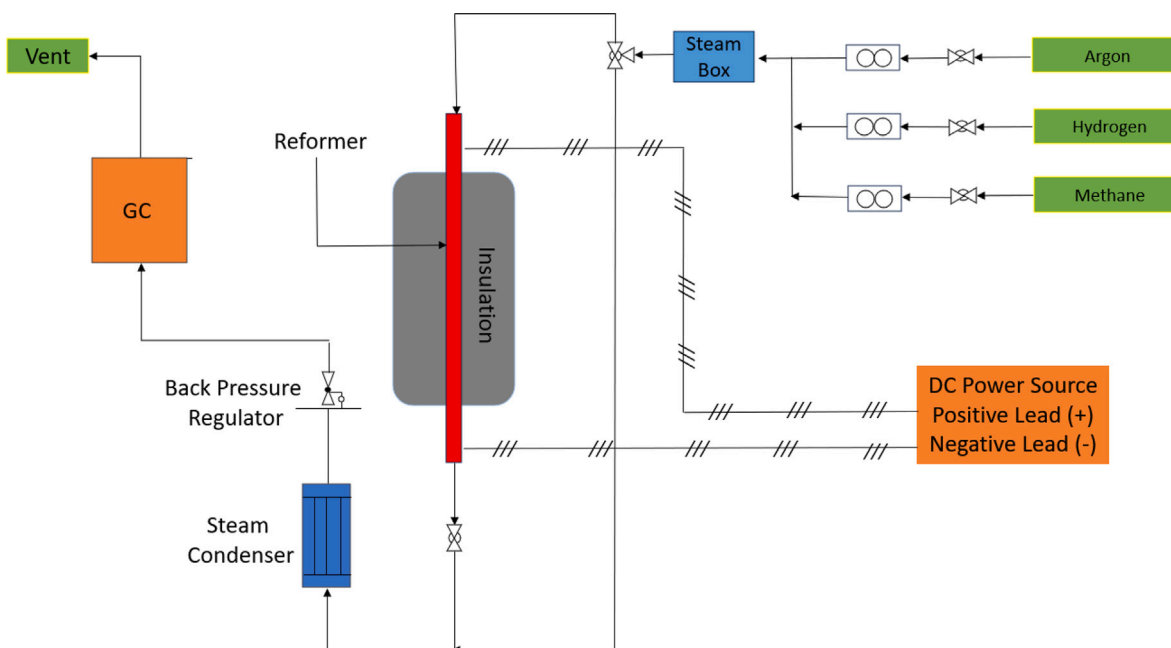 Vent
Steam
Box
Argon
Reformer
Hydrogen
GC
Methane
Insulation
Back Pressure
Regulator
DC Power Source
Positive Lead (+)
Negative Lead (-)
Steam
Condenser